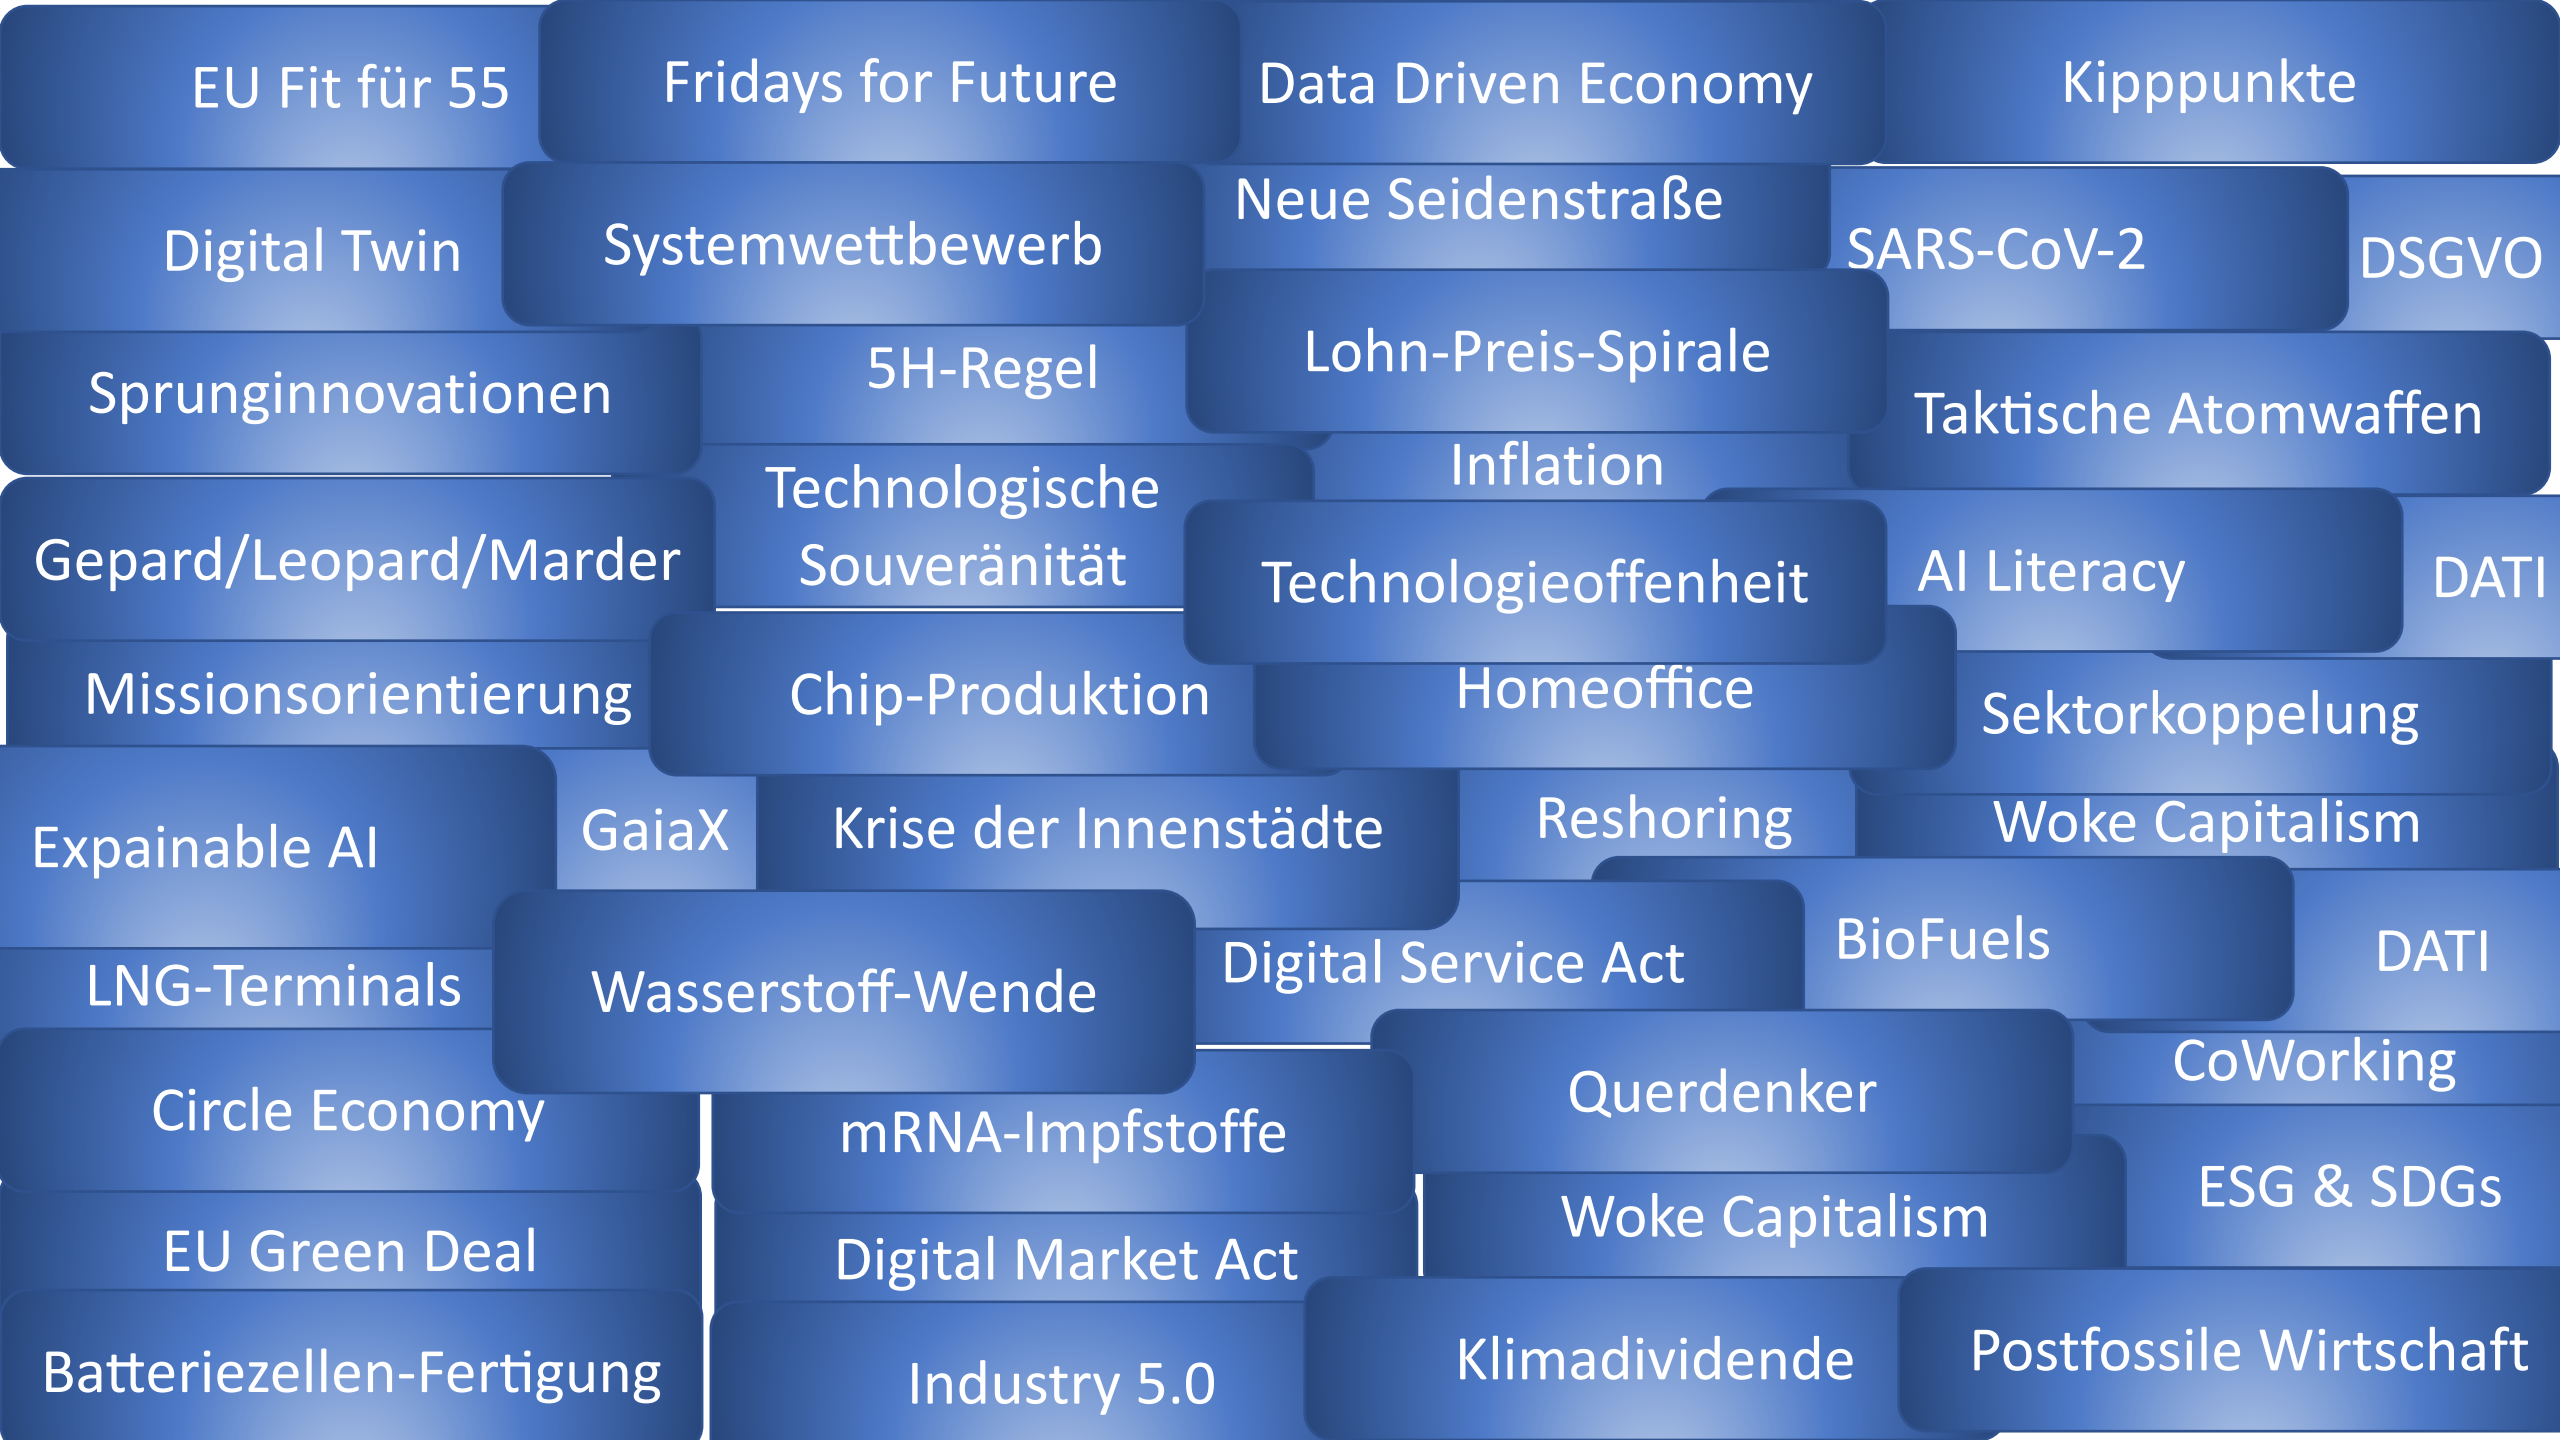 EU Fit für 55
Fridays for Future
Data Driven Economy
Kipppunkte
Digital Twin
Systemwettbewerb
Neue Seidenstraße
SARS-CoV-2
DSGVO
Sprunginnovationen
5H-Regel
Lohn-Preis-Spirale
Taktische Atomwaffen
Inflation
Gepard/Leopard/Marder
Technologische
Souveränität
Technologieoffenheit
AI Literacy
DATI
Missionsorientierung
Chip-Produktion
Homeoffice
Sektorkoppelung
Expainable AI
GaiaX
Krise der Innenstädte
Reshoring
Woke Capitalism
LNG-Terminals
Wasserstoff-Wende
Digital Service Act
BioFuels
DATI
Circle Economy
mRNA-Impfstoffe
Querdenker
CoWorking
EU Green Deal
Digital Market Act
Woke Capitalism
ESG & SDGs
Batteriezellen-Fertigung
Industry 5.0
Klimadividende
Postfossile Wirtschaft